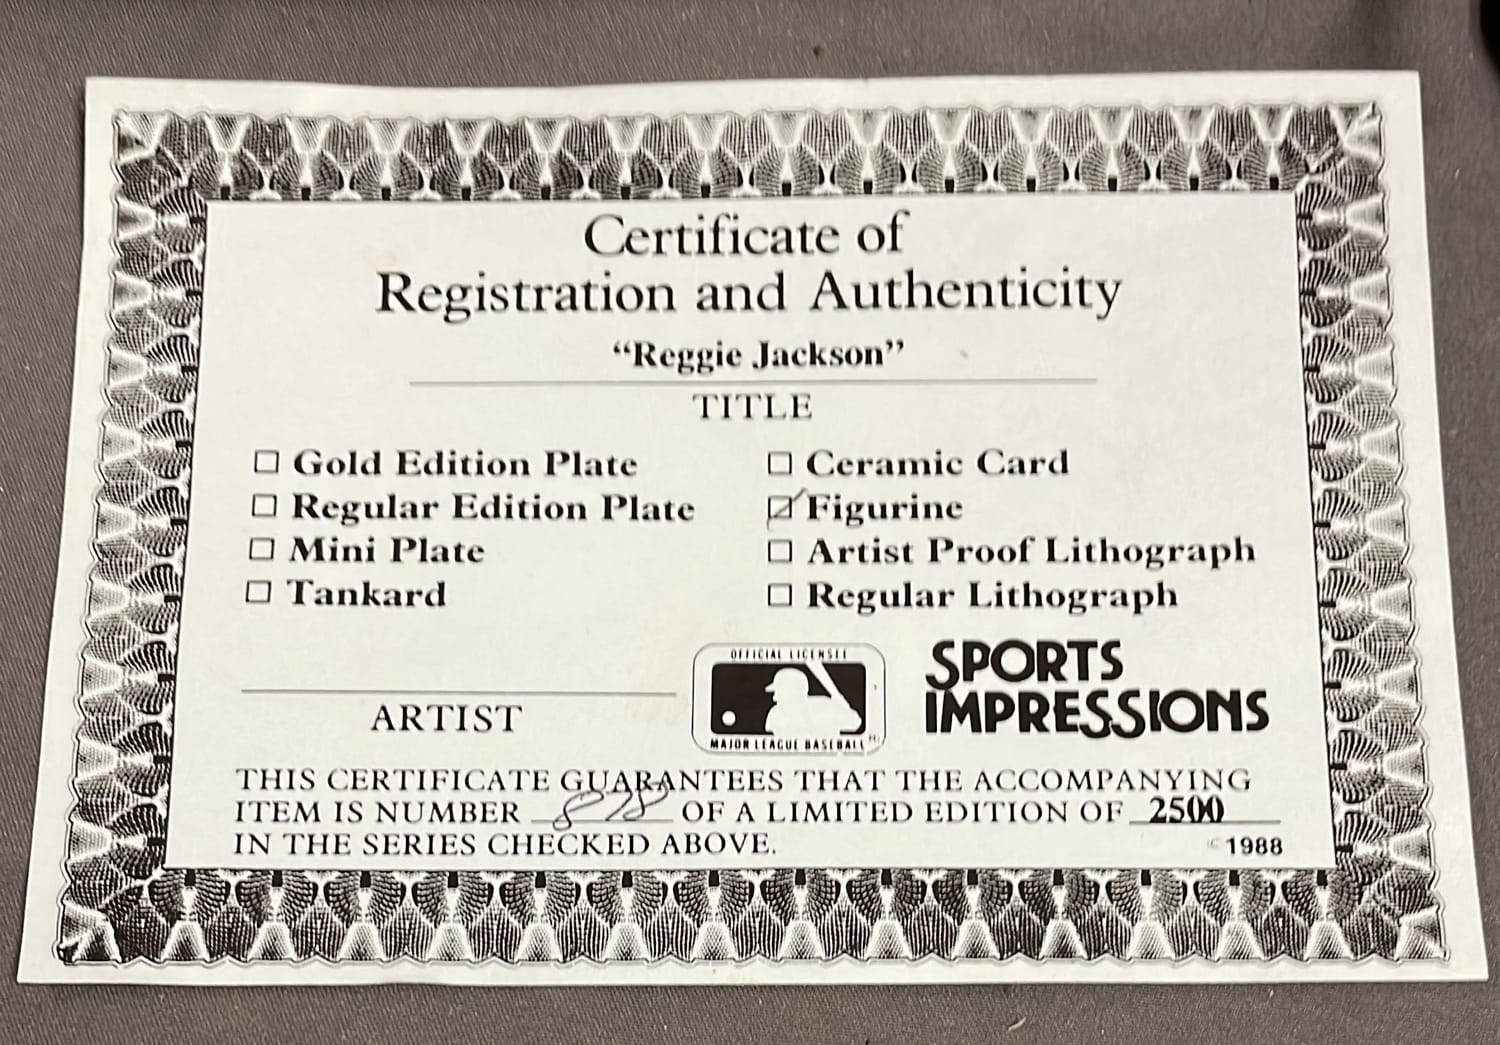 Certificate of
Registration and Authenticity
“Reggie Jackson”
TITLE
☐ Gold Edition Plate
☐ Regular Edition Plate
☐ Mini Plate
☐ Tankard
☐ Ceramic Card
☑ Figurine
☐ Artist Proof Lithograph
☐ Regular Lithograph
ARTIST
OFFICIAL LICENSEE
MAJOR LEAGUE BASEBALL
SPORTS
IMPRESSIONS
THIS CERTIFICATE GUARANTEES THAT THE ACCOMPANYING
ITEM IS NUMBER 878 OF A LIMITED EDITION OF 2500
IN THE SERIES CHECKED ABOVE.
© 1988